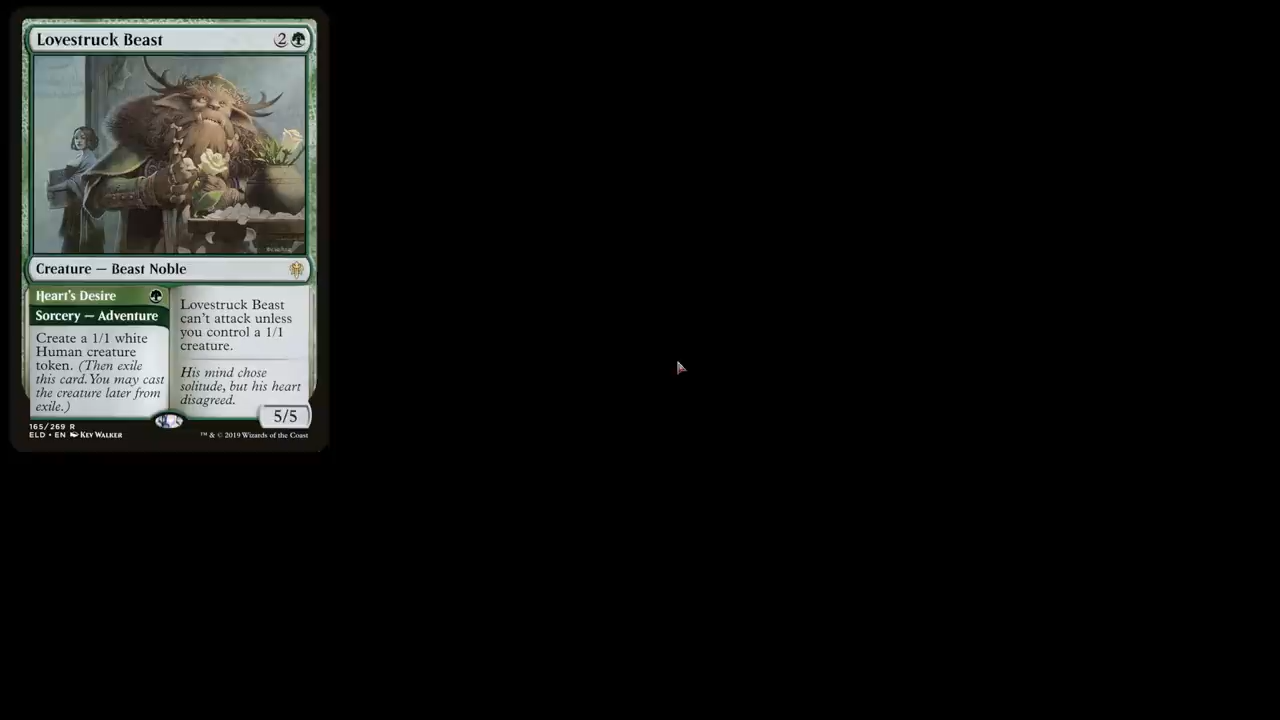 Lovestruck Beast 2
Creature — Beast Noble
Heart's Desire
Sorcery — Adventure
Create a 1/1 white
Human creature
token. (Then exile
this card. You may cast
the creature later from
exile.)
Lovestruck Beast
can't attack unless
you control a 1/1
creature.
His mind chose
solitude, but his heart
disagreed.
5/5
165/269 R
ELD • EN Kev Walker
™ & © 2019 Wizards of the Coast